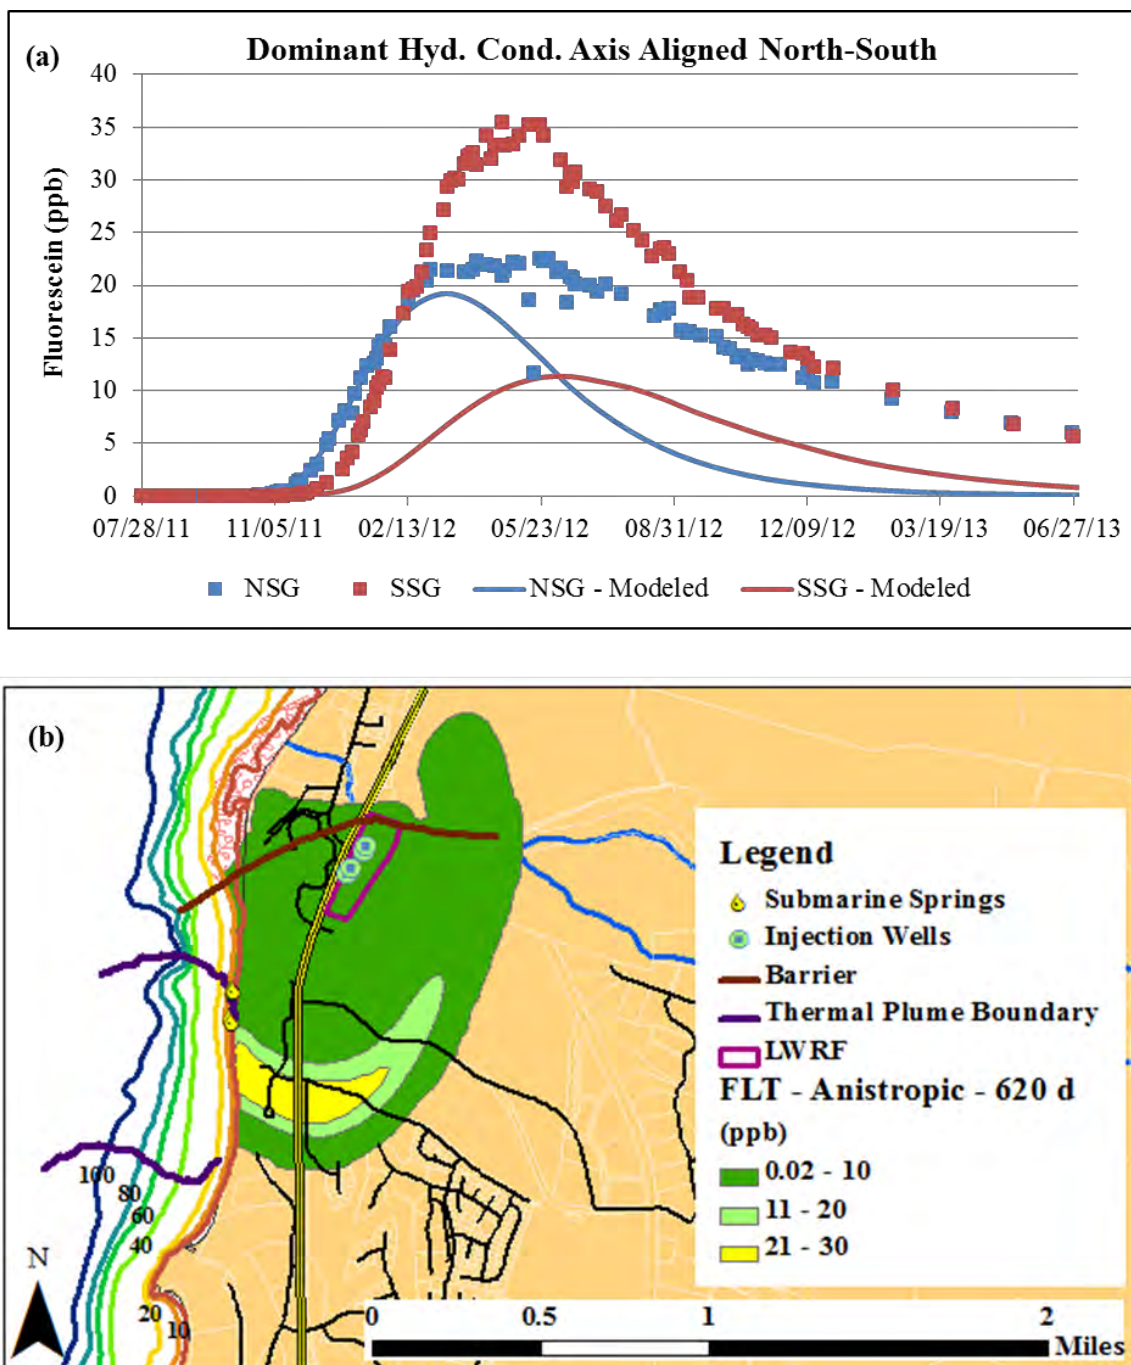 (a)
Dominant Hyd. Cond. Axis Aligned North-South
Fluorescein (ppb)
40
35
30
25
20
15
10
5
0
07/28/11 11/05/11 02/13/12 05/23/12 08/31/12 12/09/12 03/19/13 06/27/13
NSG SSG NSG - Modeled SSG - Modeled
(b)
Legend
Submarine Springs
Injection Wells
Barrier
Thermal Plume Boundary
LWRF
FLT - Anistropic - 620 d
(ppb)
0.02 - 10
11 - 20
21 - 30
100
80
60
40
20
10
N
0 0.5 1 2
Miles